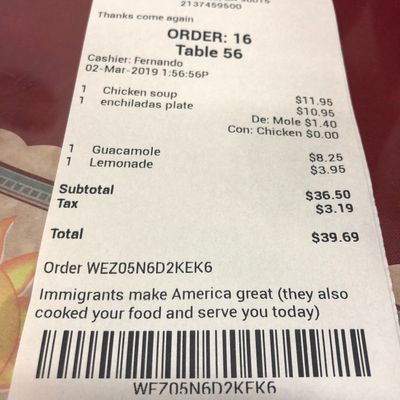 2137459500
Thanks come again
ORDER: 16
Table 56
Cashier: Fernando
02-Mar-2019 1:56:56P
1 Chicken soup $11.95
1 enchiladas plate $10.95
De: Mole $1.40
Con: Chicken $0.00
1 Guacamole $8.25
1 Lemonade $3.95
Subtotal $36.50
Tax $3.19
Total $39.69
Order WEZ05N6D2KEK6
Immigrants make America great (they also
cooked your food and serve you today)
WEZ05N6D2KEK6